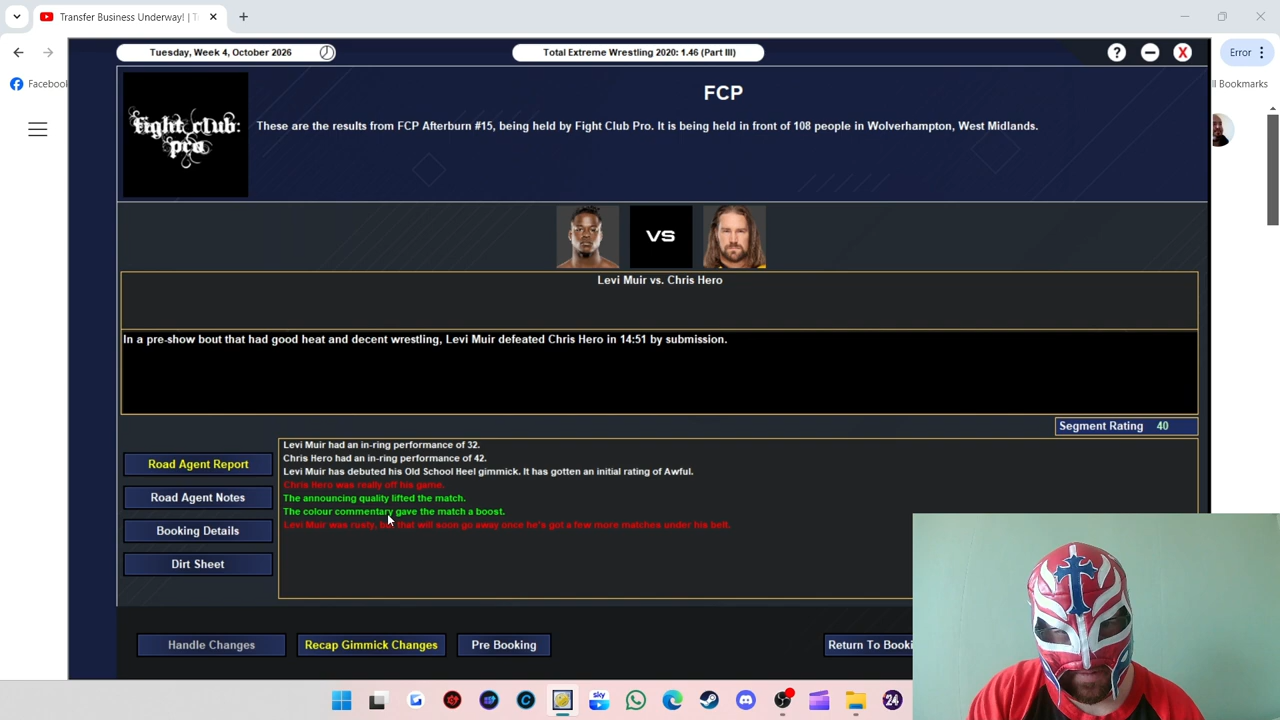 Transfer Business Underway! | T
Error
Facebook
ll Bookmarks
Tuesday, Week 4, October 2026
Total Extreme Wrestling 2020: 1.46 (Part III)
?
X
fight club:
pro
FCP
These are the results from FCP Afterburn #15, being held by Fight Club Pro. It is being held in front of 108 people in Wolverhampton, West Midlands.
VS
Levi Muir vs. Chris Hero
In a pre-show bout that had good heat and decent wrestling, Levi Muir defeated Chris Hero in 14:51 by submission.
Segment Rating 40
Road Agent Report
Road Agent Notes
Booking Details
Dirt Sheet
Levi Muir had an in-ring performance of 32.
Chris Hero had an in-ring performance of 42.
Levi Muir has debuted his Old School Heel gimmick. It has gotten an initial rating of Awful.
Chris Hero was really off his game.
The announcing quality lifted the match.
The colour commentary gave the match a boost.
Levi Muir was rusty, but that will soon go away once he's got a few more matches under his belt.
Handle Changes
Recap Gimmick Changes
Pre Booking
Return To Booki
sky
24